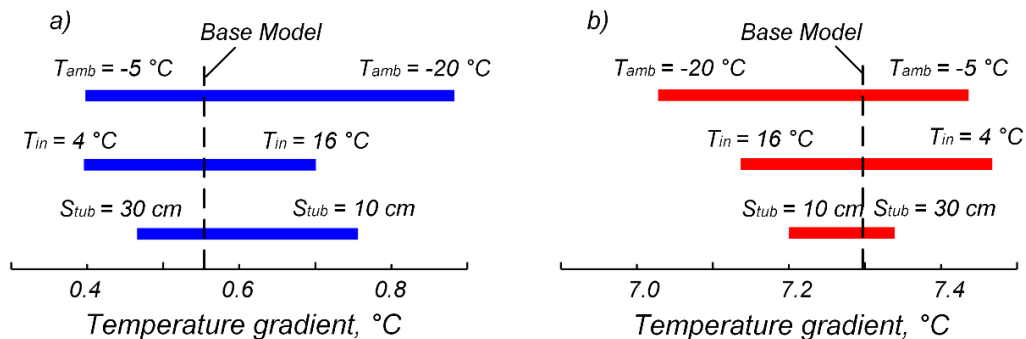 a)
Base Model
Tamb = -5 °C
Tamb = -20 °C
Tin = 4 °C
Tin = 16 °C
Stub = 30 cm
Stub = 10 cm
0.4
0.6
0.8
Temperature gradient, °C
b)
Base Model
Tamb = -20 °C
Tamb = -5 °C
Tin = 16 °C
Tin = 4 °C
Stub = 10 cm
Stub = 30 cm
7.0
7.2
7.4
Temperature gradient, °C